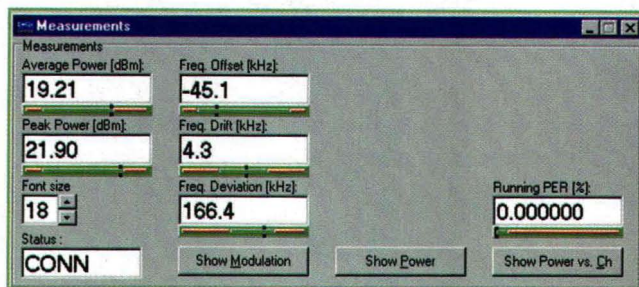 Measurements
Measurements
Average Power [dBm]:
19.21
Freq. Offset [kHz]:
-45.1
Peak Power [dBm]:
21.90
Freq. Drift [kHz]:
4.3
Font size
18
Freq. Deviation [kHz]:
166.4
Running PER [%]:
0.000000
Status :
CONN
Show Modulation
Show Power
Show Power vs. Ch